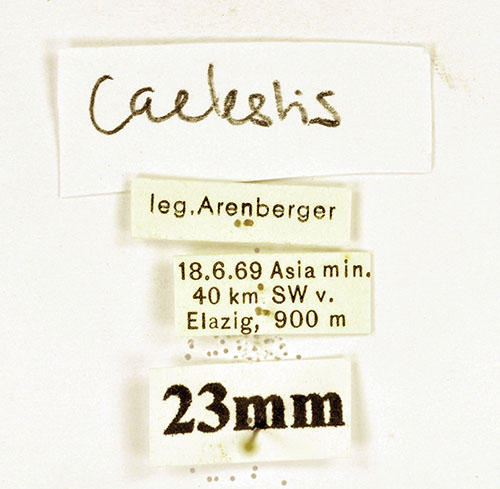 Caelestis
leg.Arenberger
18.6.69 Asia min.
40 km SW v.
Elazig, 900 m
23mm